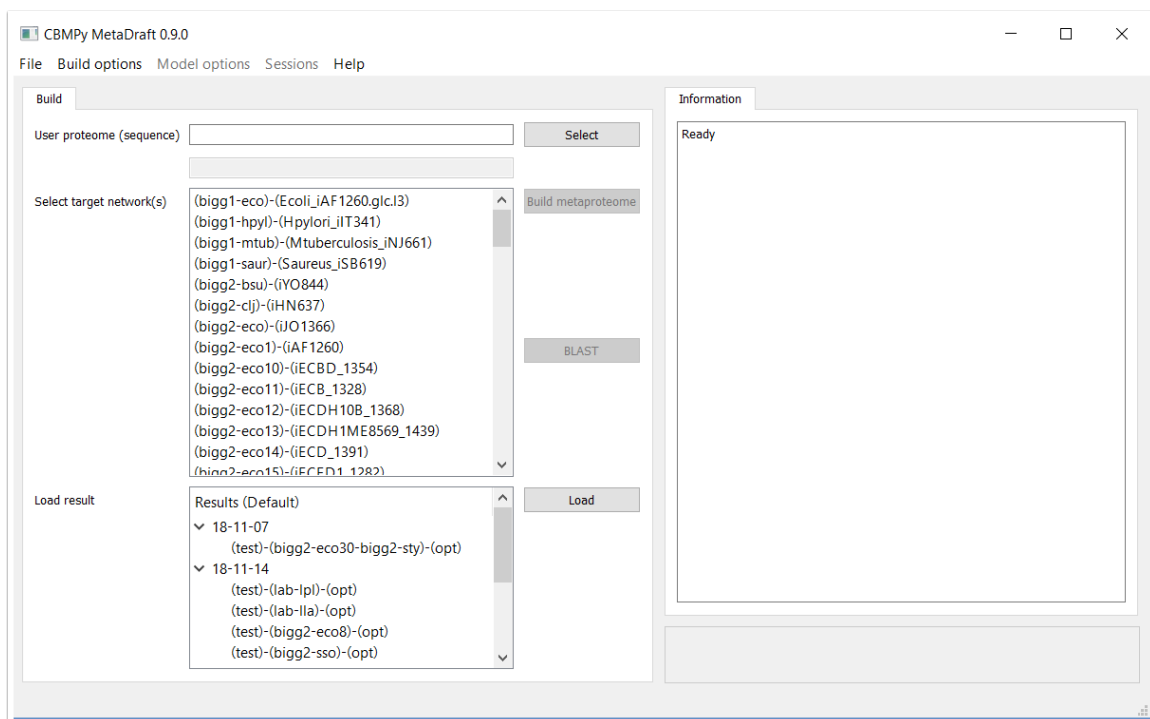 CBMPy MetaDraft 0.9.0
File Build options Model options Sessions Help
Build
User proteome (sequence)
Select
Select target network(s)
(bigg1-eco)-(Ecoli_iAF1260.glc.l3)
(bigg1-hpyl)-(Hpylori_iIT341)
(bigg1-mtub)-(Mtuberculosis_iNJ661)
(bigg1-saur)-(Saureus_iSB619)
(bigg2-bsu)-(iYO844)
(bigg2-clj)-(iHN637)
(bigg2-eco)-(iJO1366)
(bigg2-eco1)-(iAF1260)
(bigg2-eco10)-(iECBD_1354)
(bigg2-eco11)-(iECB_1328)
(bigg2-eco12)-(iECDH10B_1368)
(bigg2-eco13)-(iECDH1ME8569_1439)
(bigg2-eco14)-(iECD_1391)
(bigg2-eco15)-(iECED1_1282)
Build metaproteome
BLAST
Load result
Results (Default)
18-11-07
(test)-(bigg2-eco30-bigg2-sty)-(opt)
18-11-14
(test)-(lab-lpl)-(opt)
(test)-(lab-lla)-(opt)
(test)-(bigg2-eco8)-(opt)
(test)-(bigg2-sso)-(opt)
Load
Information
Ready